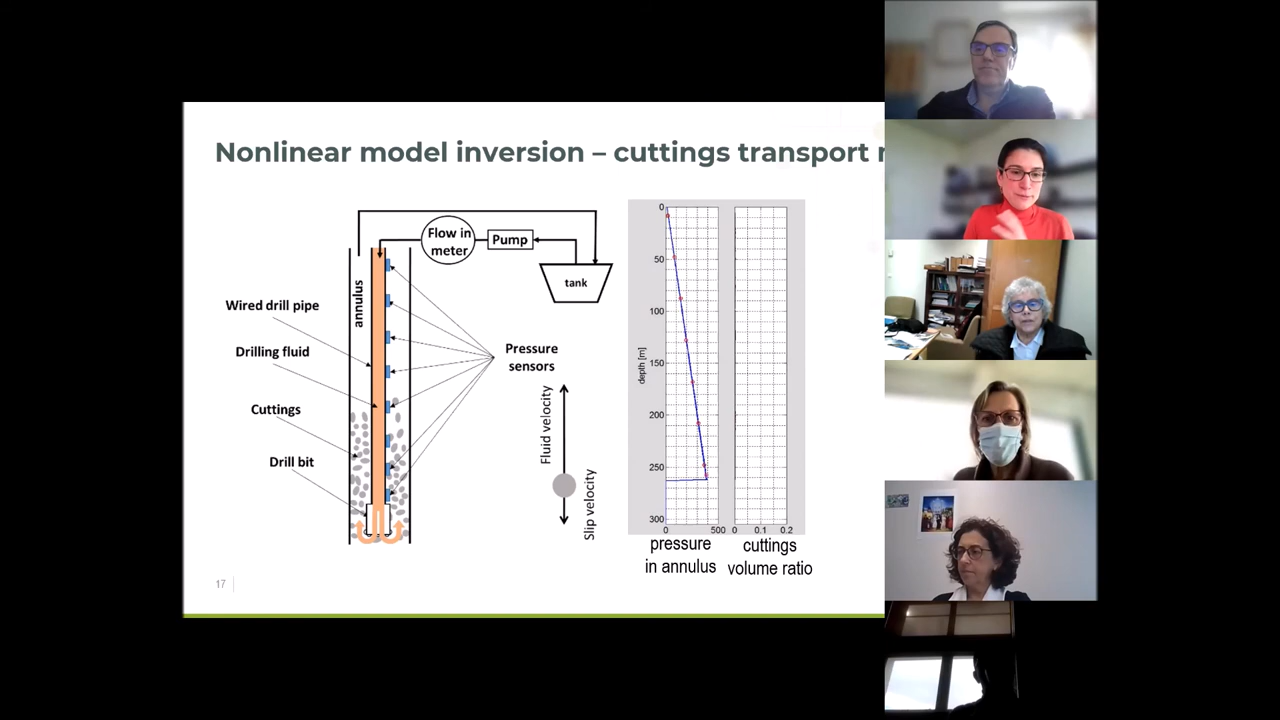 Nonlinear model inversion – cuttings transport
Flow in
meter
Pump
tank
annulus
Wired drill pipe
Drilling fluid
Cuttings
Drill bit
Pressure
sensors
Fluid velocity
Slip velocity
depth [m]
0
50
100
150
200
250
300
0
500
0
0.1
0.2
pressure
in annulus
cuttings
volume ratio
17